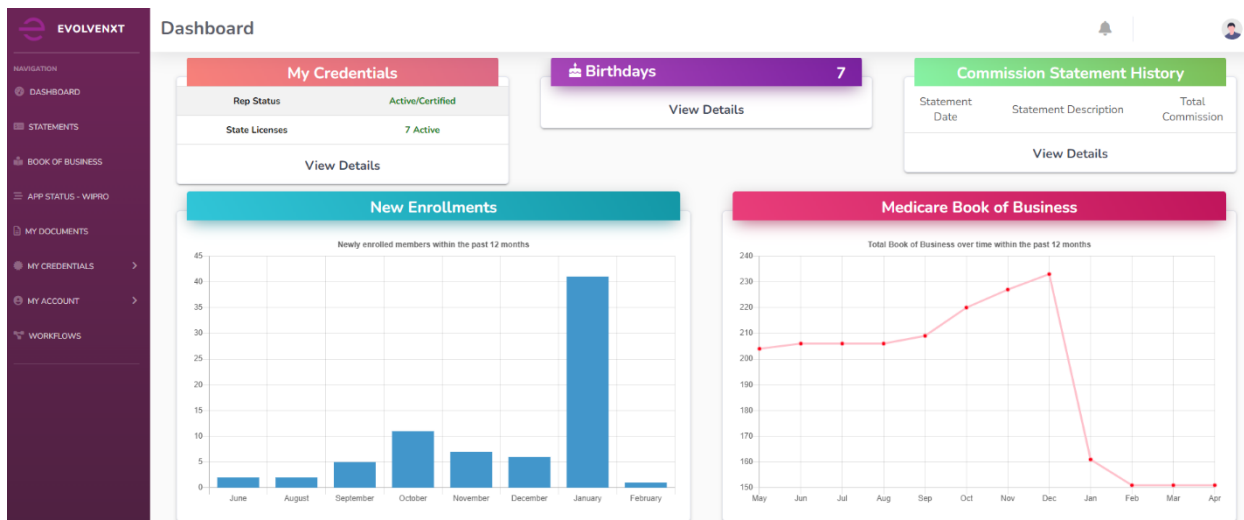 EVOLVENXT
Dashboard
NAVIGATION
DASHBOARD
STATEMENTS
BOOK OF BUSINESS
APP STATUS - WIPRO
MY DOCUMENTS
MY CREDENTIALS
MY ACCOUNT
WORKFLOWS
My Credentials
Rep Status Active/Certified
State Licenses 7 Active
View Details
Birthdays 7
View Details
Commission Statement History
Statement Date Statement Description Total Commission
View Details
New Enrollments
Newly enrolled members within the past 12 months
45
40
35
30
25
20
15
10
5
0
June August September October November December January February
Medicare Book of Business
Total Book of Business over time within the past 12 months
240
230
220
210
200
190
180
170
160
150
May Jun Jul Aug Sep Oct Nov Dec Jan Feb Mar Apr